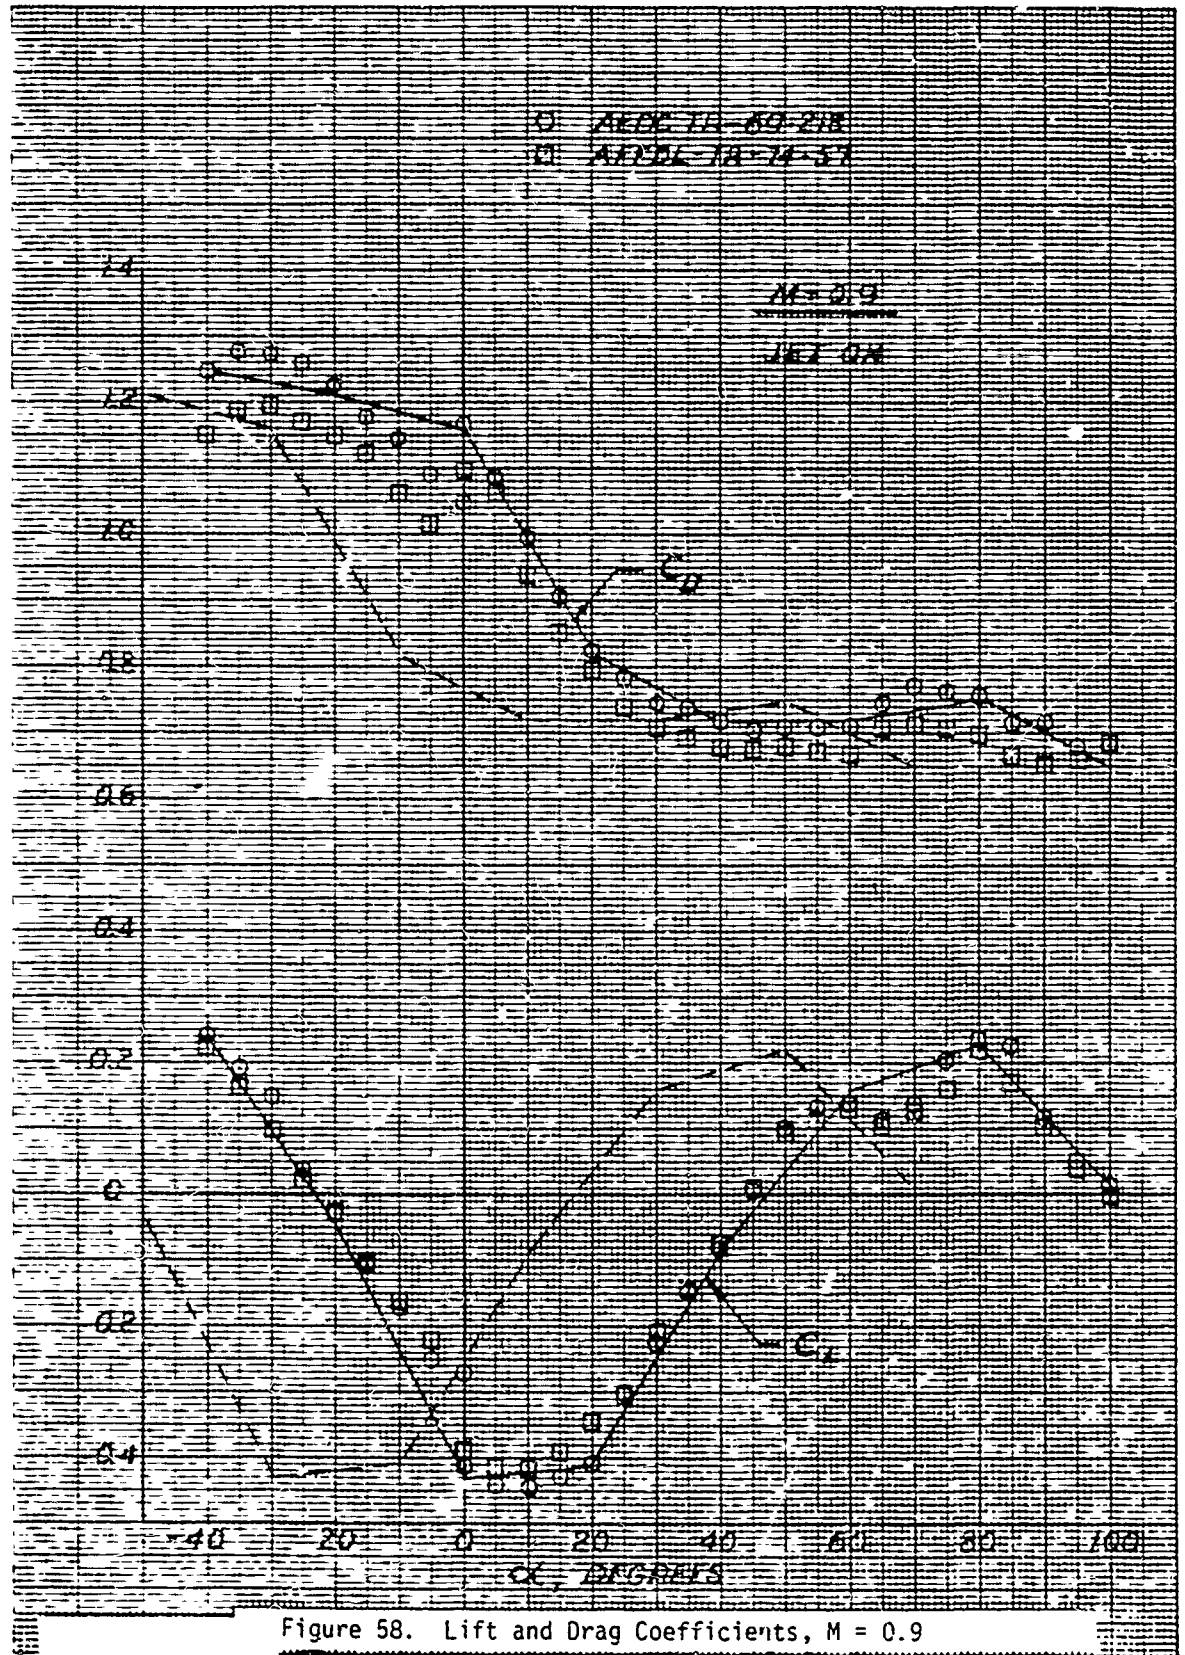 ○ AEDC-TR-69-218
□ AFFDL-TR-74-57
1.4
M = 0.9
JET ON
1.2
1.0
C_D
0.8
0.6
0.4
0.2
0
0.2
C_L
0.4
-40 20 0 20 40 60 80 100
α, DEGREES
Figure 58. Lift and Drag Coefficients, M = 0.9